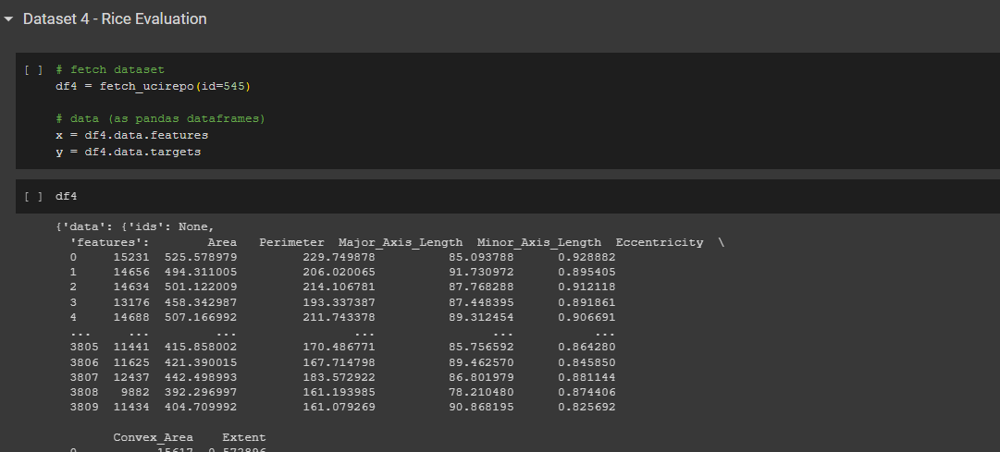 Dataset 4 - Rice Evaluation
[ ] # fetch dataset
df4 = fetch_ucirepo(id=545)
# data (as pandas dataframes)
x = df4.data.features
y = df4.data.targets
[ ] df4
{'data': {'ids': None,
'features': Area Perimeter Major_Axis_Length Minor_Axis_Length Eccentricity \
0 15231 525.578979 229.749878 85.093788 0.928882
1 14656 494.311005 206.020065 91.730972 0.895405
2 14634 501.122009 214.106781 87.768288 0.912118
3 13176 458.342987 193.337387 87.448395 0.891861
4 14688 507.166992 211.743378 89.312454 0.906691
... ... ... ... ... ...
3805 11441 415.858002 170.486771 85.756592 0.864280
3806 11625 421.390015 167.714798 89.462570 0.845850
3807 12437 442.498993 183.572922 86.801979 0.881144
3808 9882 392.296997 161.193985 78.210480 0.874406
3809 11434 404.709992 161.079269 90.868195 0.825692
Convex_Area Extent
0 15617 0.572896